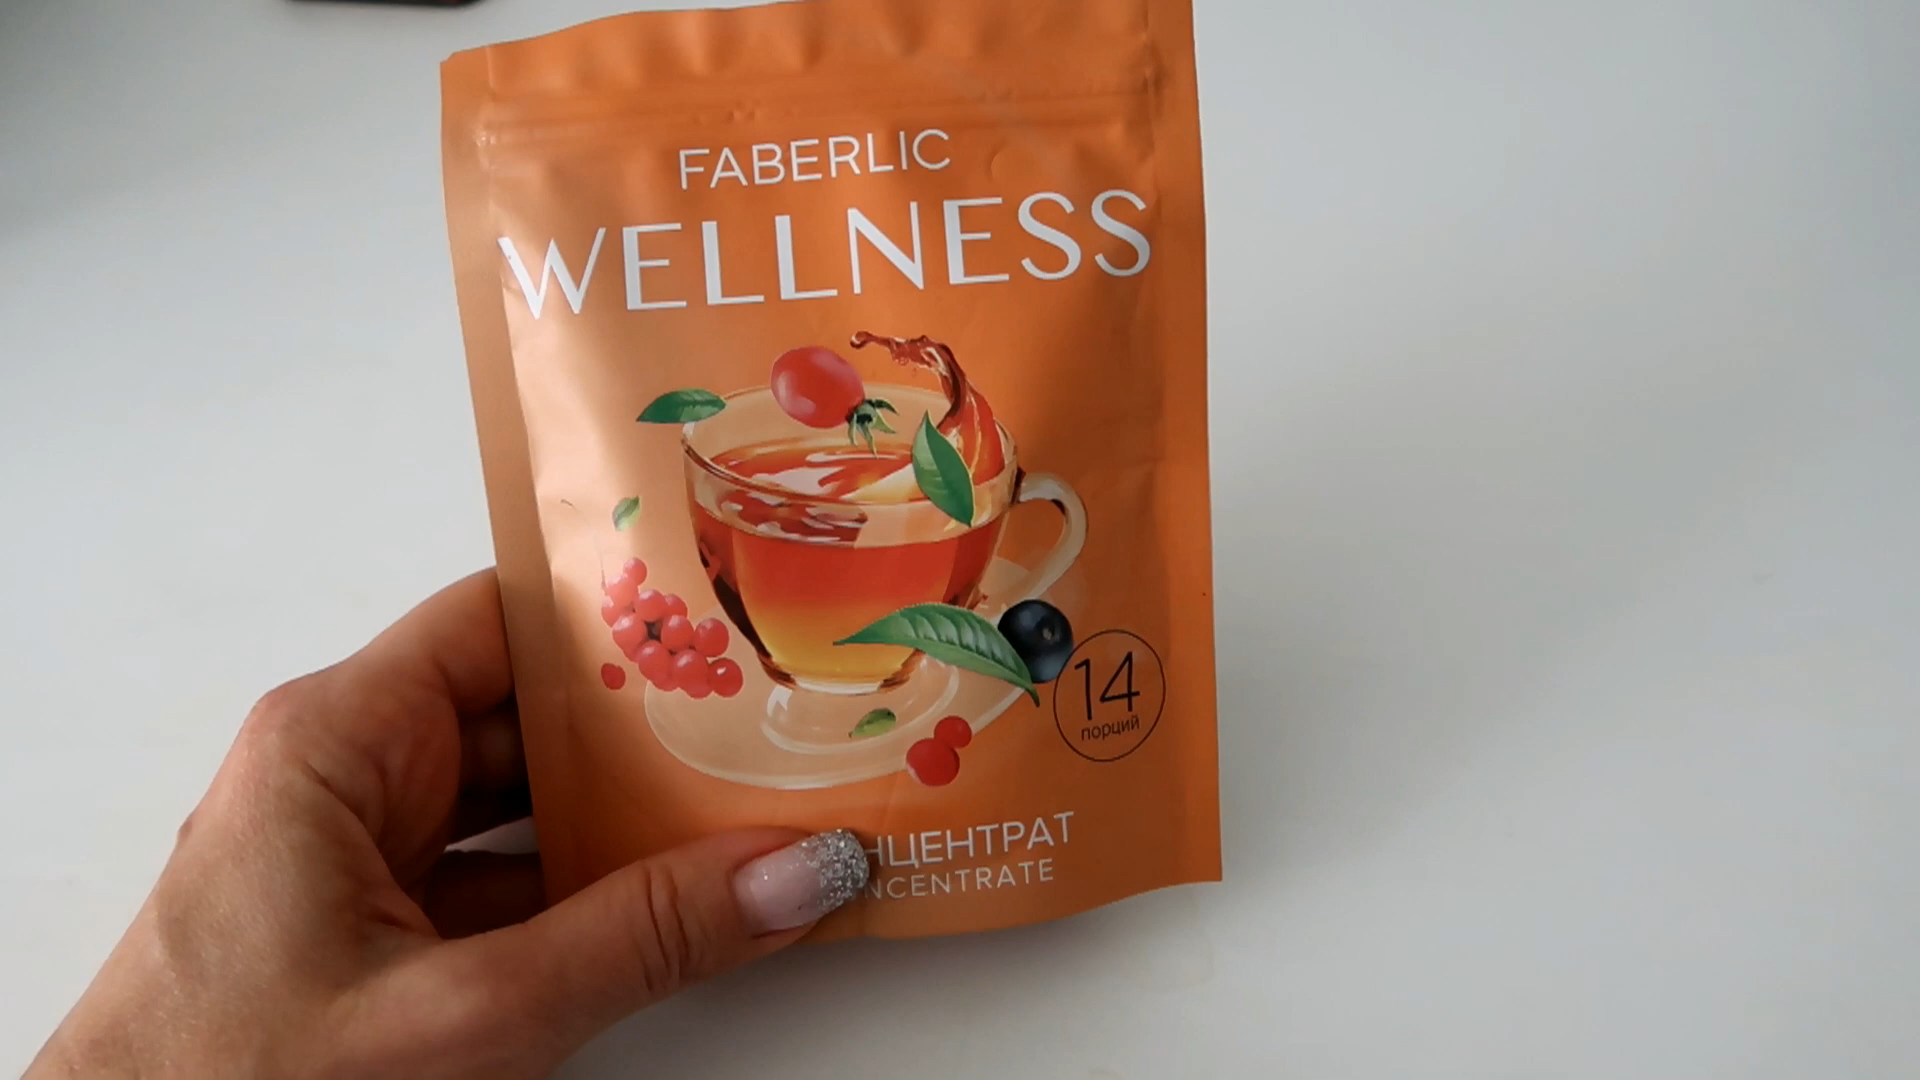 FABERLIC
WELLNESS
14
порций
НЦЕНТРАТ
NCENTRATE